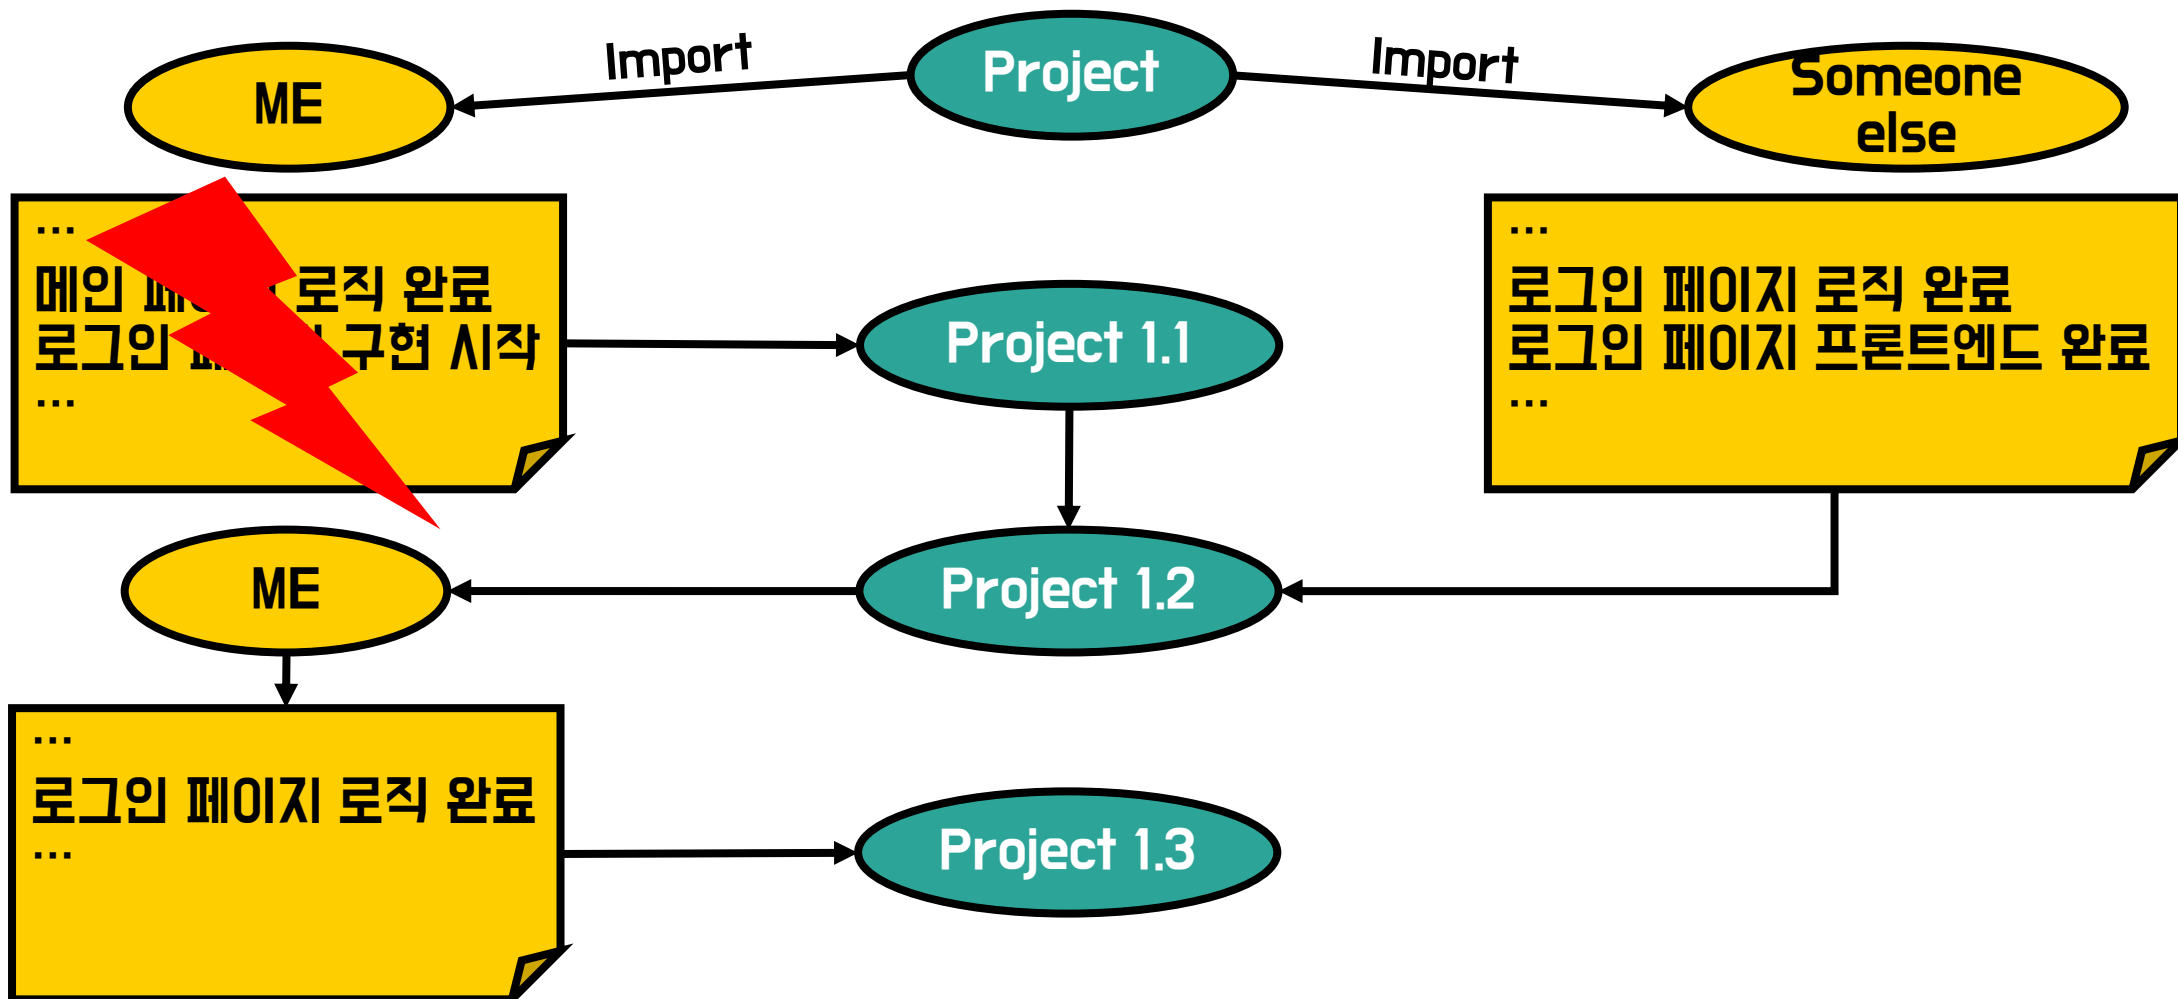 Import
Import
Project
ME
Someone
else
...
메인 로직 완료
로그인 구현 시작
...
Project 1.1
...
로그인 페이지 로직 완료
로그인 페이지 프론트엔드 완료
...
ME
Project 1.2
...
로그인 페이지 로직 완료
...
Project 1.3